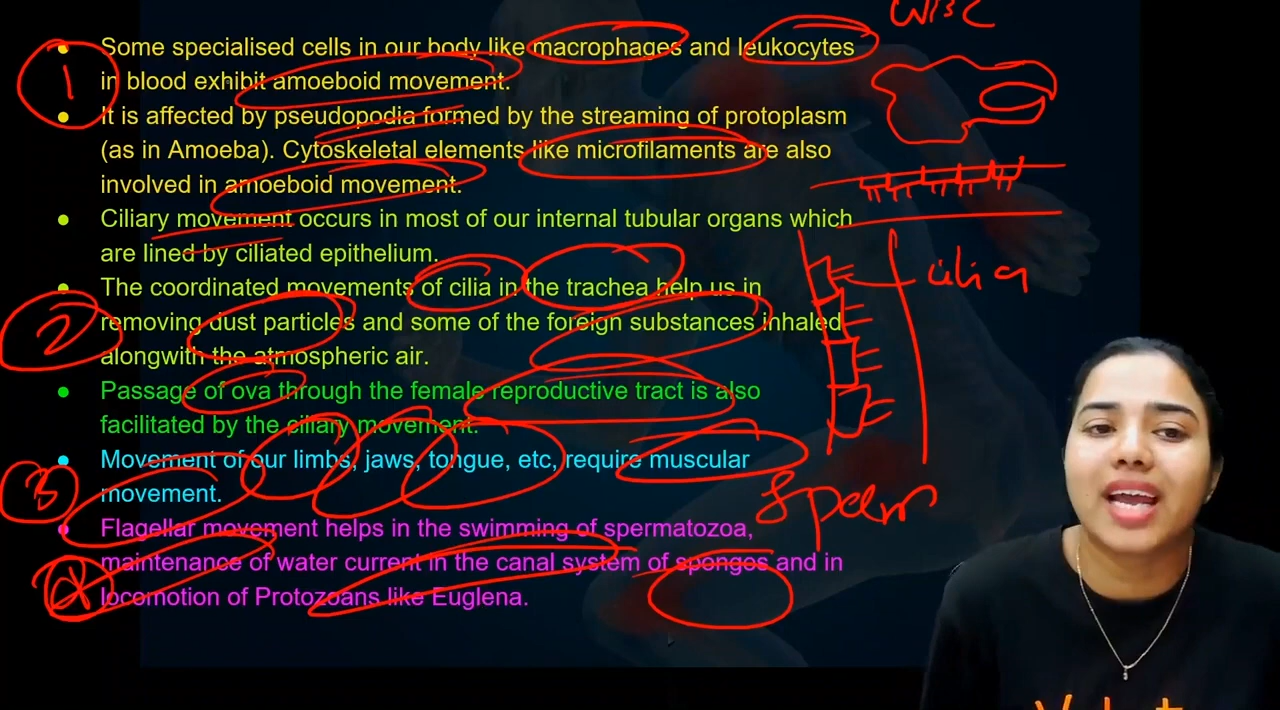 WBC
● Some specialised cells in our body like macrophages and leukocytes
in blood exhibit amoeboid movement.
1
● It is affected by pseudopodia formed by the streaming of protoplasm
(as in Amoeba). Cytoskeletal elements like microfilaments are also
involved in amoeboid movement.
● Ciliary movement occurs in most of our internal tubular organs which
are lined by ciliated epithelium.
cilia
● The coordinated movements of cilia in the trachea help us in
2
removing dust particles and some of the foreign substances inhaled
alongwith the atmospheric air.
● Passage of ova through the female reproductive tract is also
facilitated by the ciliary movement.
● Movement of our limbs, jaws, tongue, etc, require muscular
movement.
3
Sperm
● Flagellar movement helps in the swimming of spermatozoa,
maintenance of water current in the canal system of sponges and in
locomotion of Protozoans like Euglena.